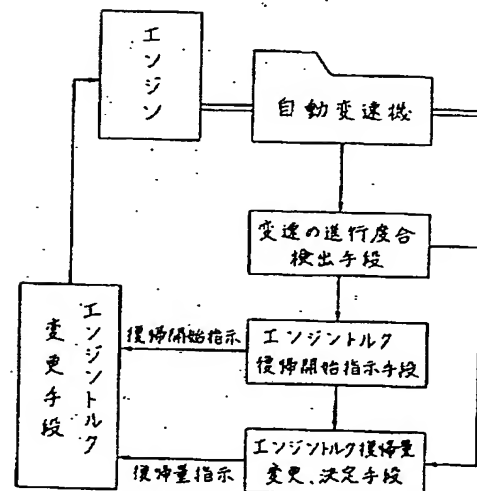 エンジン
自動変速機
変速の進行度合
検出手段
エンジントルク
変更手段
復帰開始指示
エンジントルク
復帰開始指示手段
復帰量指示
エンジントルク復帰量
変更、決定手段